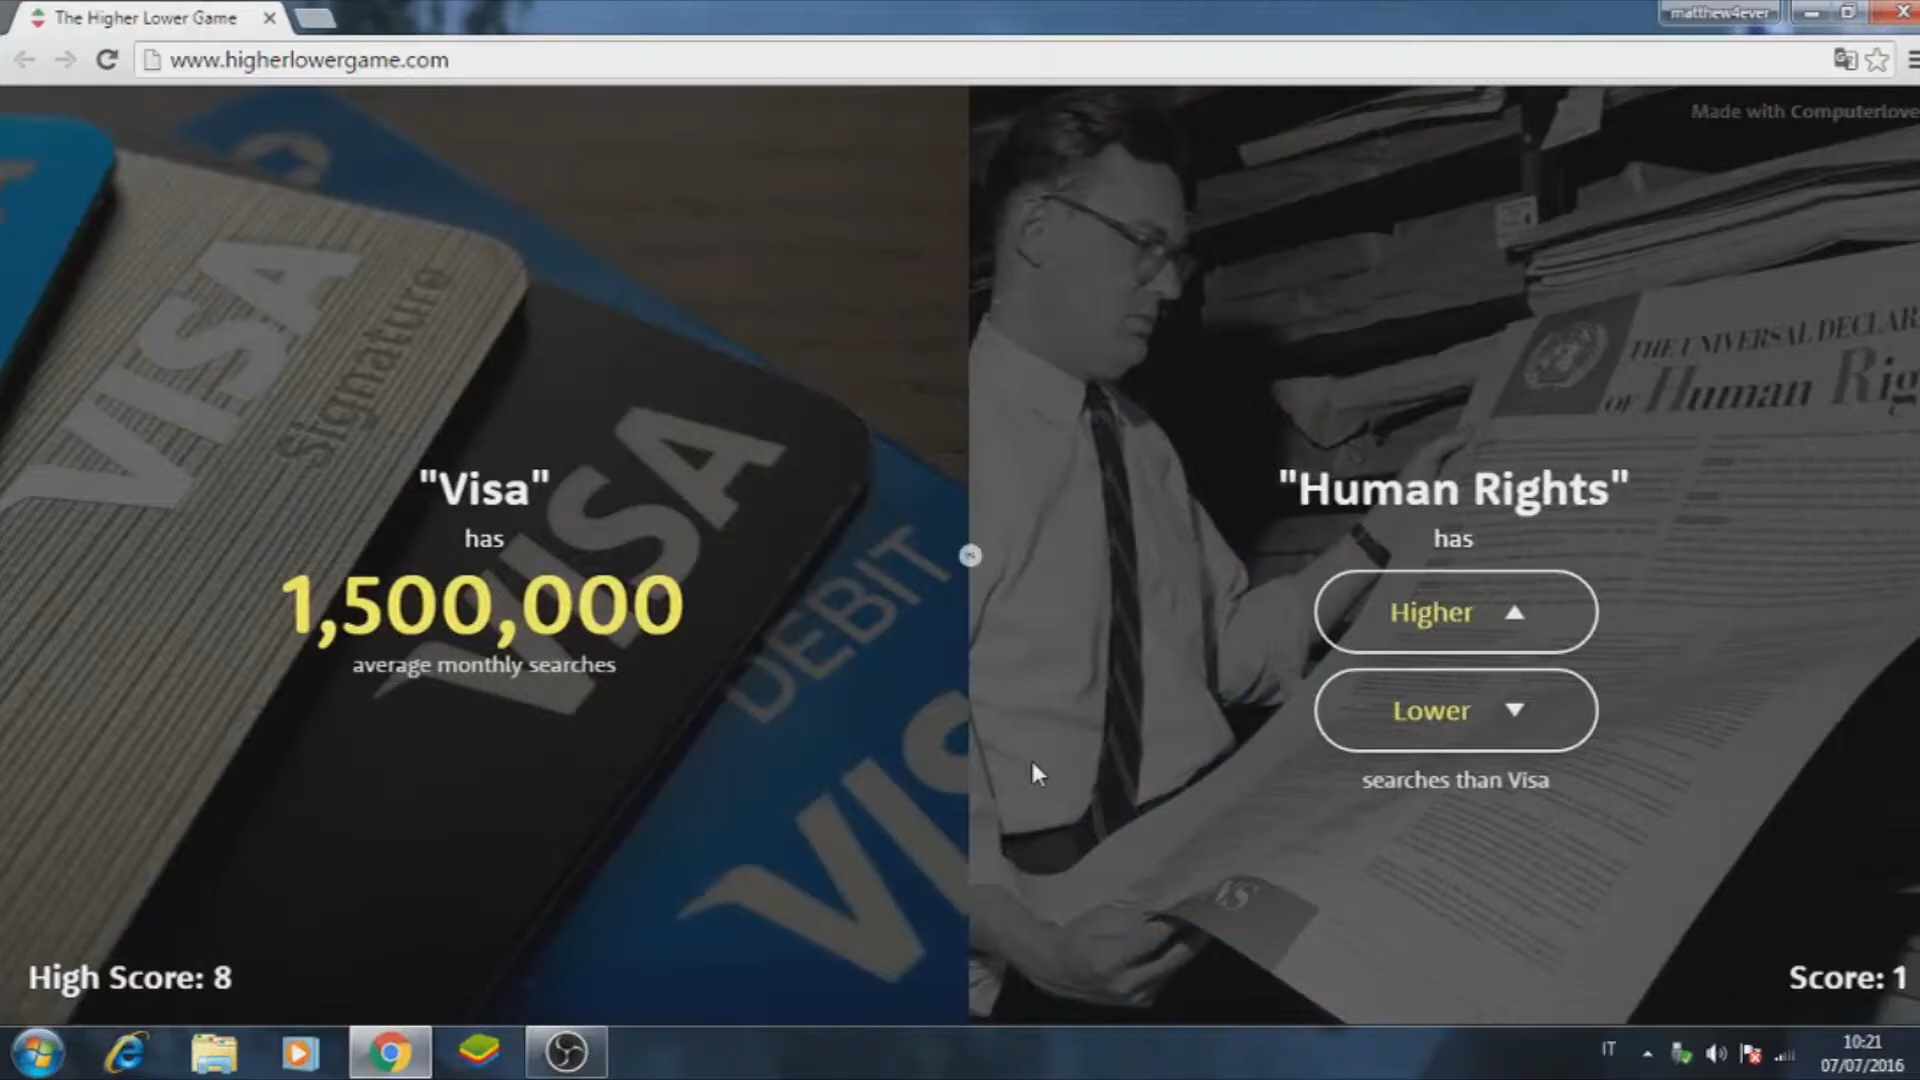 The Higher Lower Game
matthew4ever
www.higherlowergame.com
Made with Computerlove
VISA
Signature
VISA
DEBIT
VIS
THE UNIVERSAL DECLAR
OF Human Rig
"Visa"
has
1,500,000
average monthly searches
"Human Rights"
has
Higher
Lower
searches than Visa
High Score: 8
Score: 1
IT
10:21
07/07/2016